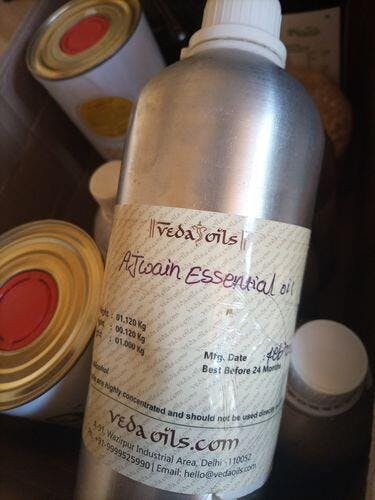 veda oils
Ajwain Essential oil
: 01.120 Kg
: 00.120 Kg
: 01.000 Kg
Mfg. Date :
Best Before 24 Months
are highly concentrated and should not be used
vedaoils.com
Wazirpur Industrial Area, Delhi -110052
+91-9999525990 | Email: hello@vedaoils.com